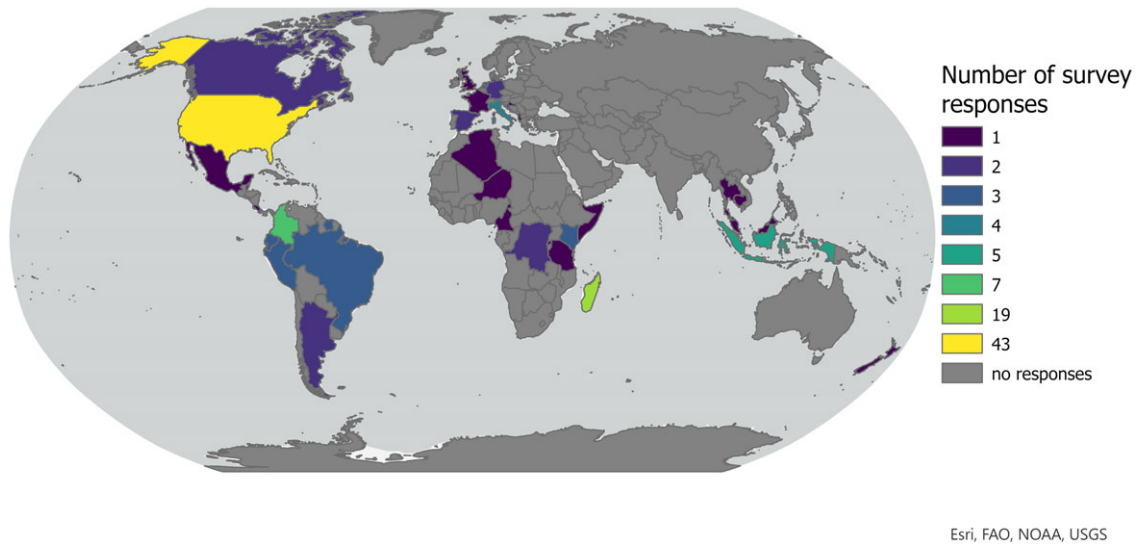 Number of survey
responses
1
2
3
4
5
7
19
43
no responses
Esri, FAO, NOAA, USGS